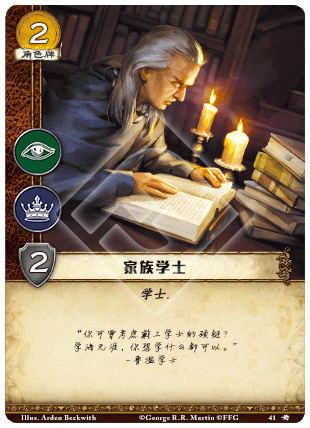 2
角色牌
2
家族学士
学士.
“你可曾考虑戴上学士的颈链？
学海无涯，你想学什么都可以。”
-鲁温学士
Illus. Arden Beckwith ©George R.R. Martin ©FFG 41